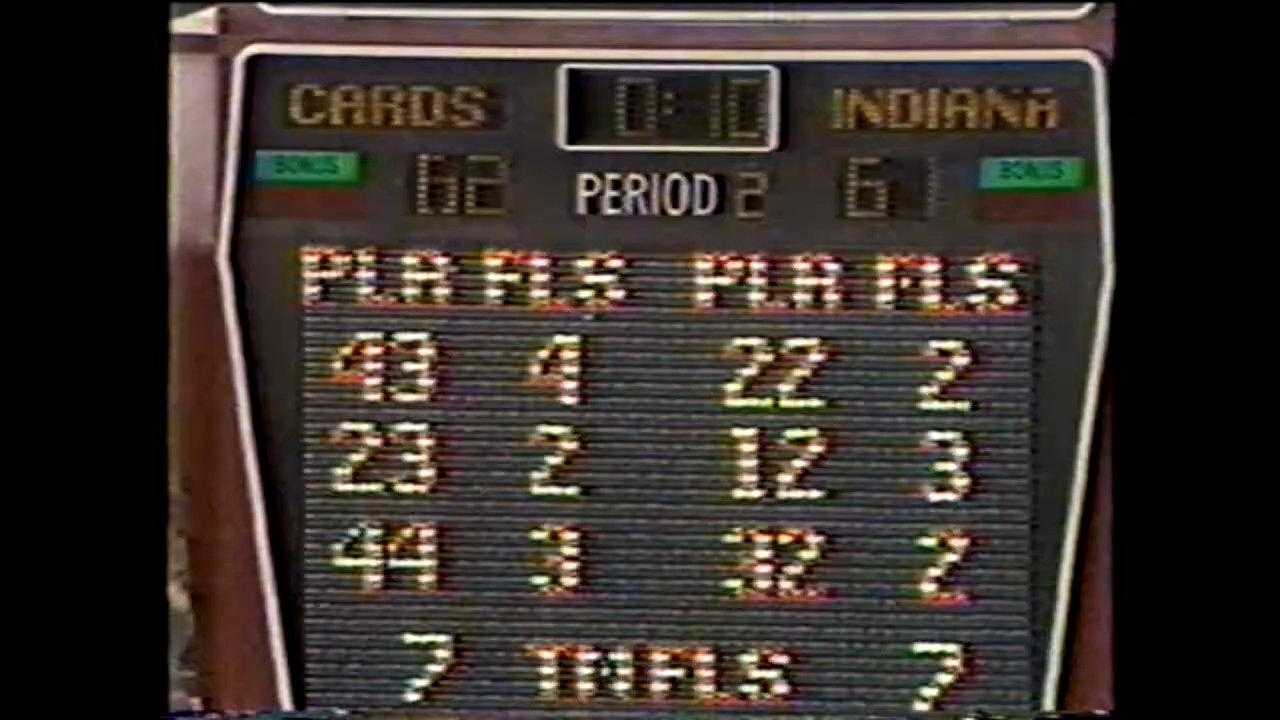 CARDS 0:10 INDIANA
BONUS 62 PERIOD 2 61 BONUS
PLR FLS PLR FLS
43 4 22 2
23 2 12 3
44 3 32 2
7 TMFLS 7